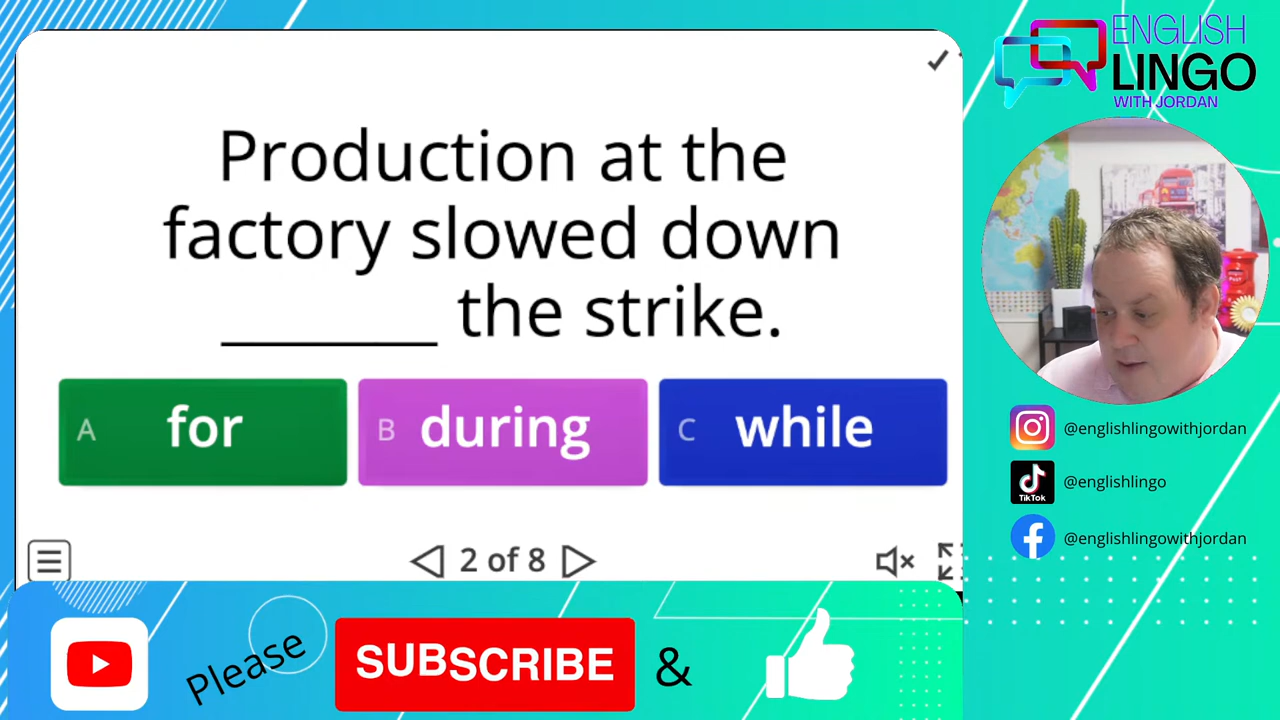 Production at the
factory slowed down
________ the strike.
A for
B during
C while
2 of 8
Please SUBSCRIBE &
ENGLISH
LINGO
WITH JORDAN
@englishlingowithjordan
TikTok
@englishlingo
@englishlingowithjordan